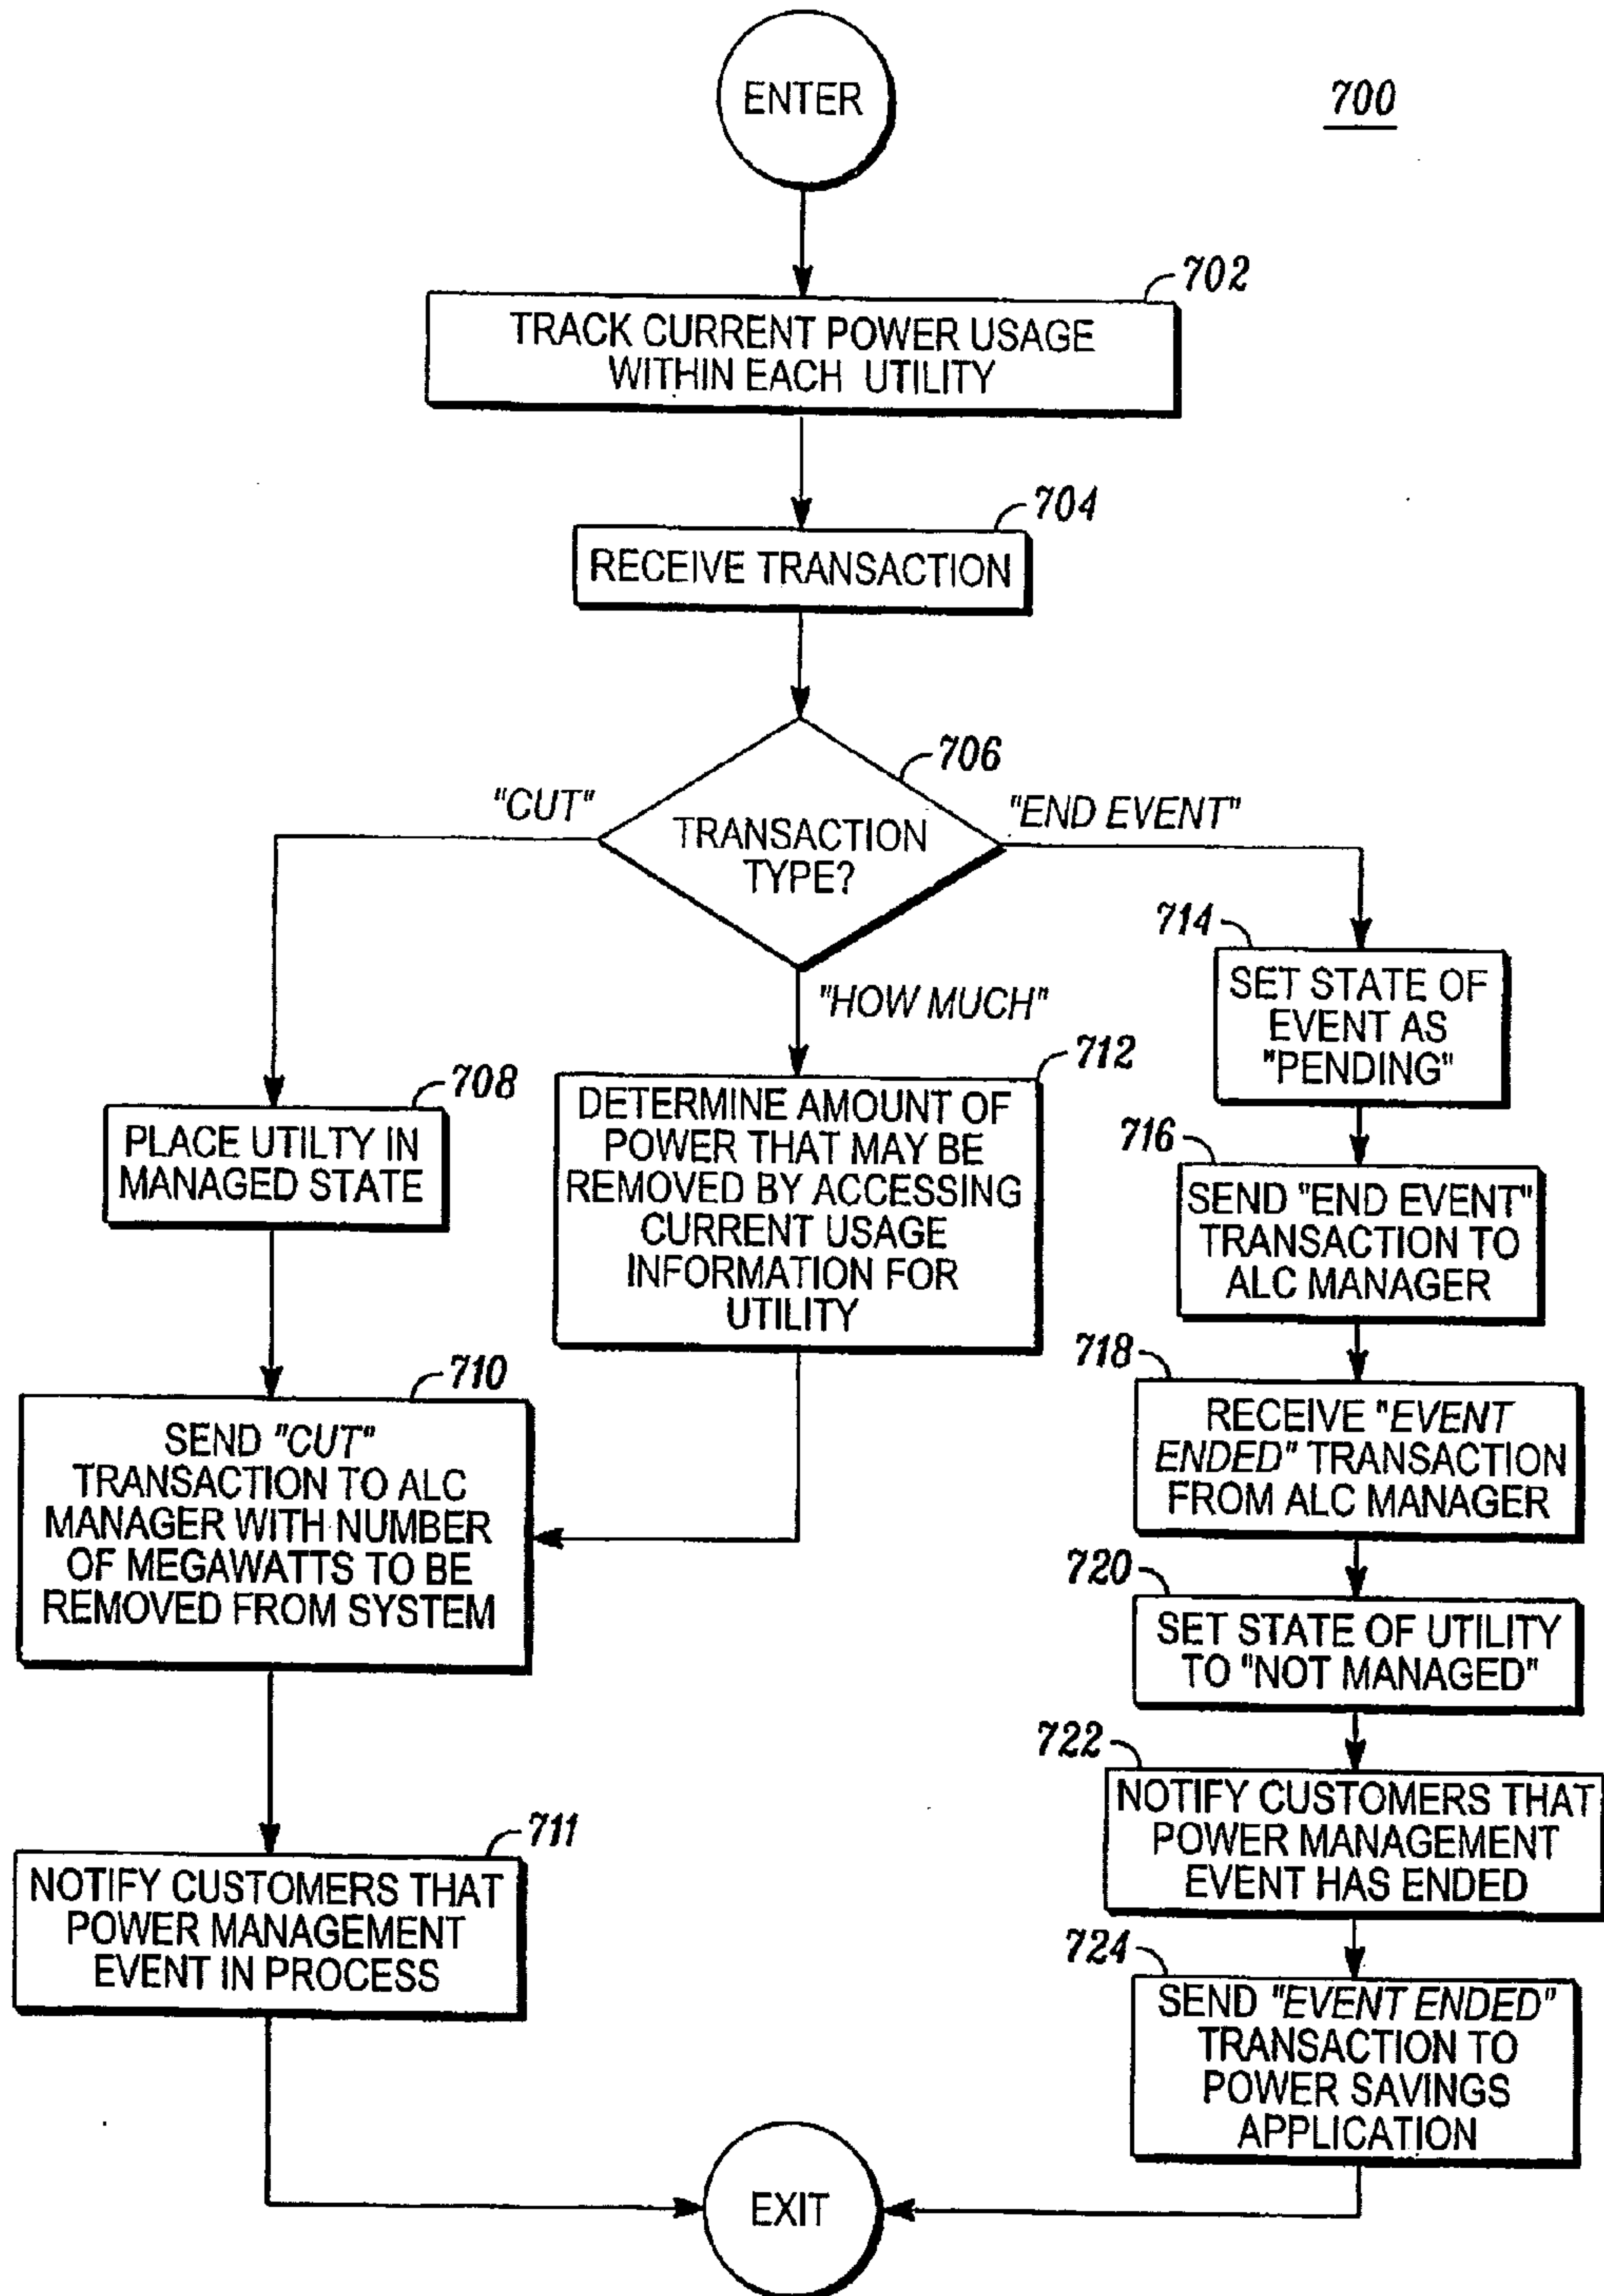 ENTER
700
702
TRACK CURRENT POWER USAGE
WITHIN EACH UTILITY
704
RECEIVE TRANSACTION
706
TRANSACTION
TYPE?
"CUT"
"END EVENT"
"HOW MUCH"
708
PLACE UTILTY IN
MANAGED STATE
710
SEND "CUT"
TRANSACTION TO ALC
MANAGER WITH NUMBER
OF MEGAWATTS TO BE
REMOVED FROM SYSTEM
711
NOTIFY CUSTOMERS THAT
POWER MANAGEMENT
EVENT IN PROCESS
712
DETERMINE AMOUNT OF
POWER THAT MAY BE
REMOVED BY ACCESSING
CURRENT USAGE
INFORMATION FOR
UTILITY
714
SET STATE OF
EVENT AS
"PENDING"
716
SEND "END EVENT"
TRANSACTION TO
ALC MANAGER
718
RECEIVE "EVENT
ENDED" TRANSACTION
FROM ALC MANAGER
720
SET STATE OF UTILITY
TO "NOT MANAGED"
722
NOTIFY CUSTOMERS THAT
POWER MANAGEMENT
EVENT HAS ENDED
724
SEND "EVENT ENDED"
TRANSACTION TO
POWER SAVINGS
APPLICATION
EXIT